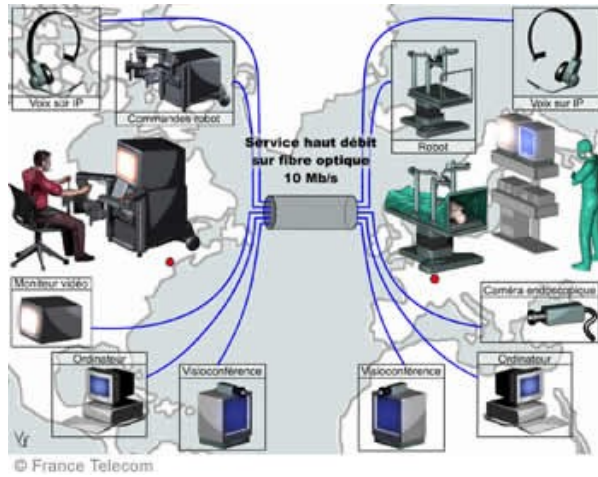 Voix sur IP
Commandes robot
Service haut débit
sur fibre optique
10 Mb/s
Robot
Voix sur IP
Moniteur vidéo
Caméra endoscopique
Ordinateur
Visioconférence
Visioconférence
Ordinateur
© France Telecom